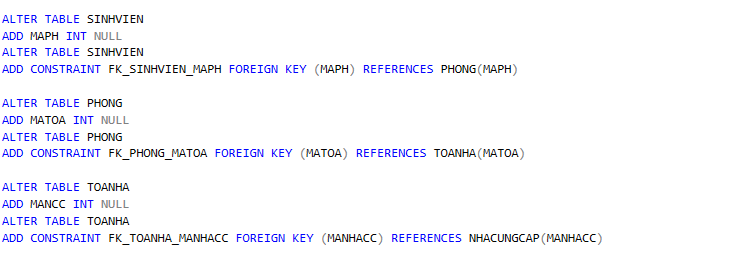 ALTER TABLE SINHVIEN
ADD MAPH INT NULL
ALTER TABLE SINHVIEN
ADD CONSTRAINT FK_SINHVIEN_MAPH FOREIGN KEY (MAPH) REFERENCES PHONG(MAPH)
ALTER TABLE PHONG
ADD MATOA INT NULL
ALTER TABLE PHONG
ADD CONSTRAINT FK_PHONG_MATOA FOREIGN KEY (MATOA) REFERENCES TOANHA(MATOA)
ALTER TABLE TOANHA
ADD MANCC INT NULL
ALTER TABLE TOANHA
ADD CONSTRAINT FK_TOANHA_MANHACC FOREIGN KEY (MANHACC) REFERENCES NHACUNGCAP(MANHACC)